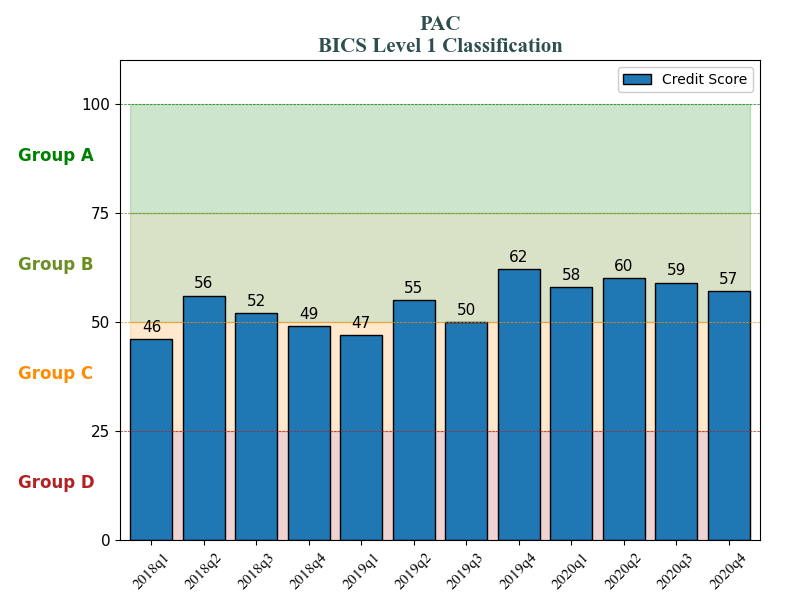 PAC
BICS Level 1 Classification
Credit Score
100
Group A
75
Group B
62
60
59
58
57
56
55
52
50
50
49
47
46
Group C
25
Group D
0
2018q1 2018q2 2018q3 2018q4 2019q1 2019q2 2019q3 2019q4 2020q1 2020q2 2020q3 2020q4